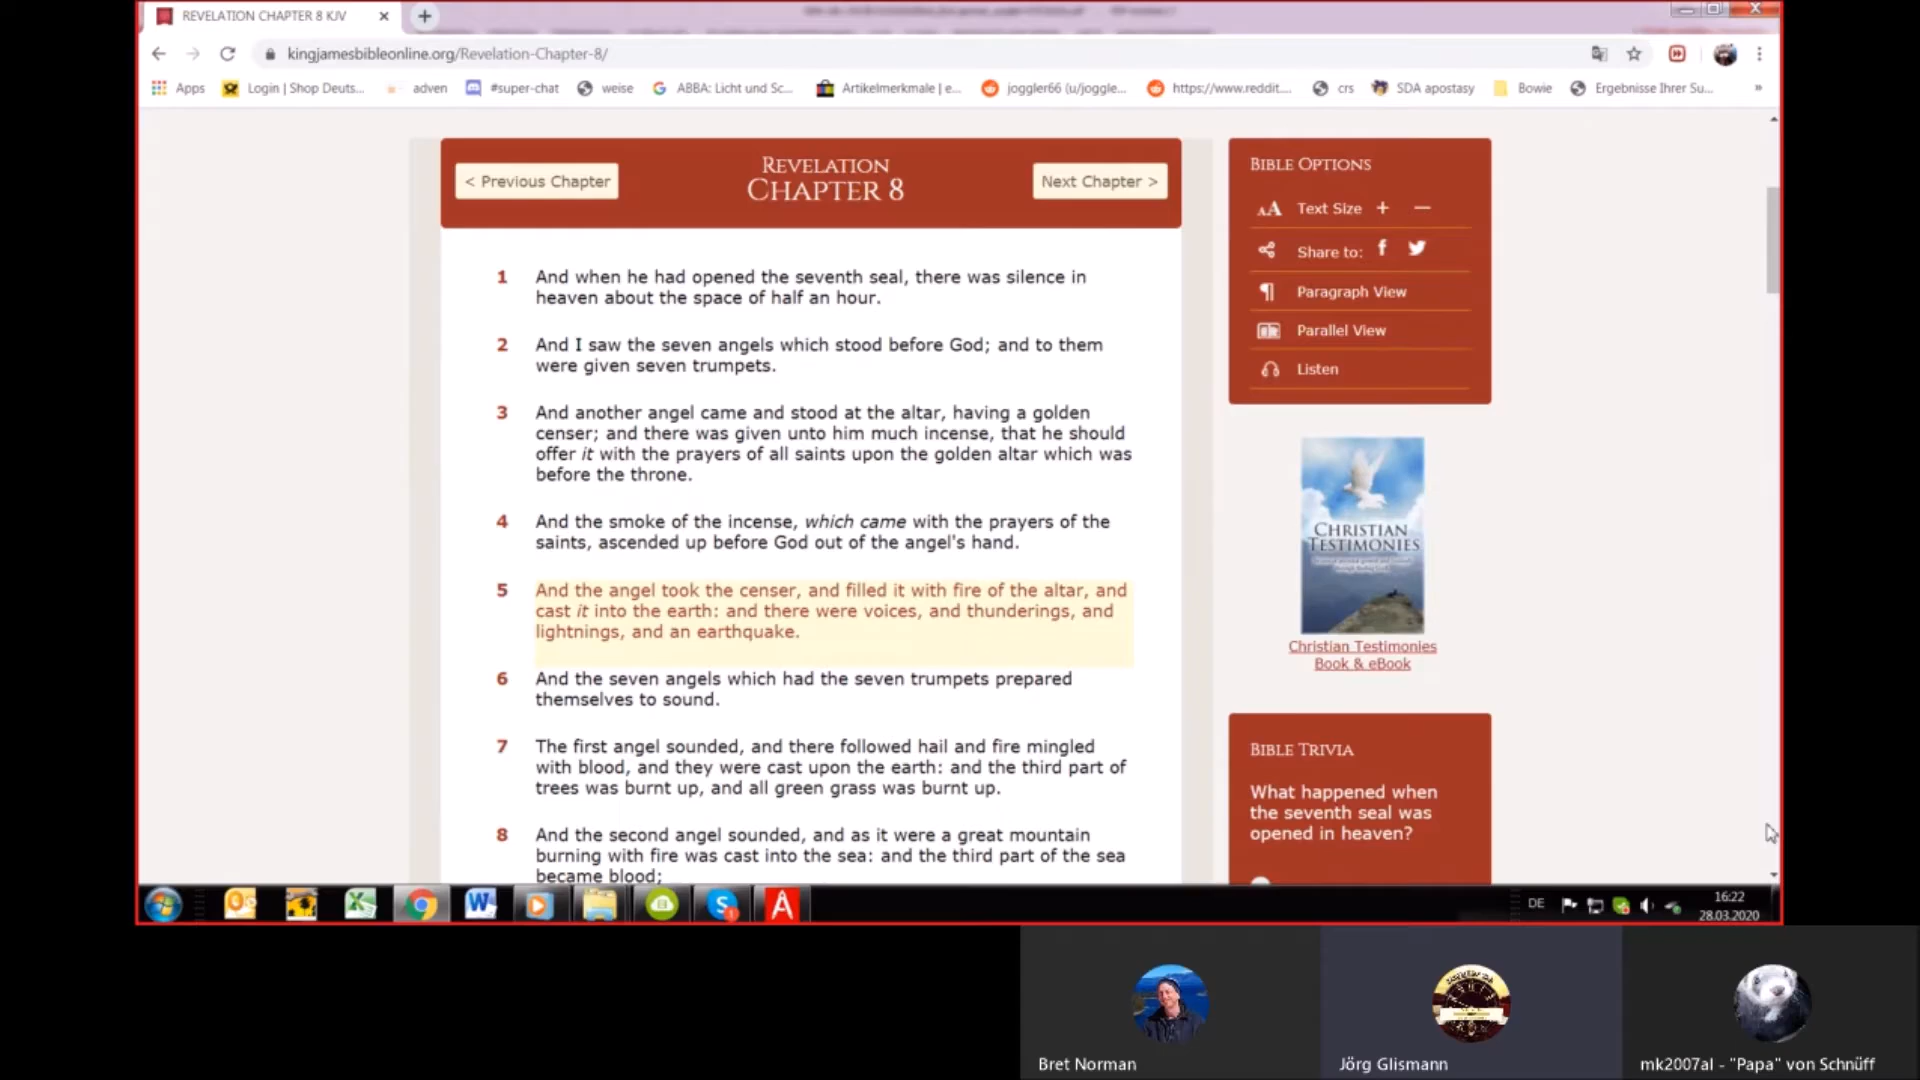 REVELATION CHAPTER 8 KJV
kingjamesbibleonline.org/Revelation-Chapter-8/
Apps
Login | Shop Deuts...
adven
#super-chat
weise
ABBA: Licht und Sc...
Artikelmerkmale | e...
joggler66 (u/joggle...
https://www.reddit....
crs
SDA apostasy
Bowie
Ergebnisse Ihrer Su...
»
< Previous Chapter
REVELATION
CHAPTER 8
Next Chapter >
1 And when he had opened the seventh seal, there was silence in
heaven about the space of half an hour.
2 And I saw the seven angels which stood before God; and to them
were given seven trumpets.
3 And another angel came and stood at the altar, having a golden
censer; and there was given unto him much incense, that he should
offer it with the prayers of all saints upon the golden altar which was
before the throne.
4 And the smoke of the incense, which came with the prayers of the
saints, ascended up before God out of the angel's hand.
5 And the angel took the censer, and filled it with fire of the altar, and
cast it into the earth: and there were voices, and thunderings, and
lightnings, and an earthquake.
6 And the seven angels which had the seven trumpets prepared
themselves to sound.
7 The first angel sounded, and there followed hail and fire mingled
with blood, and they were cast upon the earth: and the third part of
trees was burnt up, and all green grass was burnt up.
8 And the second angel sounded, and as it were a great mountain
burning with fire was cast into the sea: and the third part of the sea
became blood;
BIBLE OPTIONS
AA Text Size + −
Share to: f
¶ Paragraph View
Parallel View
Listen
CHRISTIAN
TESTIMONIES
Christian Testimonies
Book & eBook
BIBLE TRIVIA
What happened when
the seventh seal was
opened in heaven?
DE
16:22
28.03.2020
Bret Norman
Jörg Glismann
mk2007al - "Papa" von Schnüff